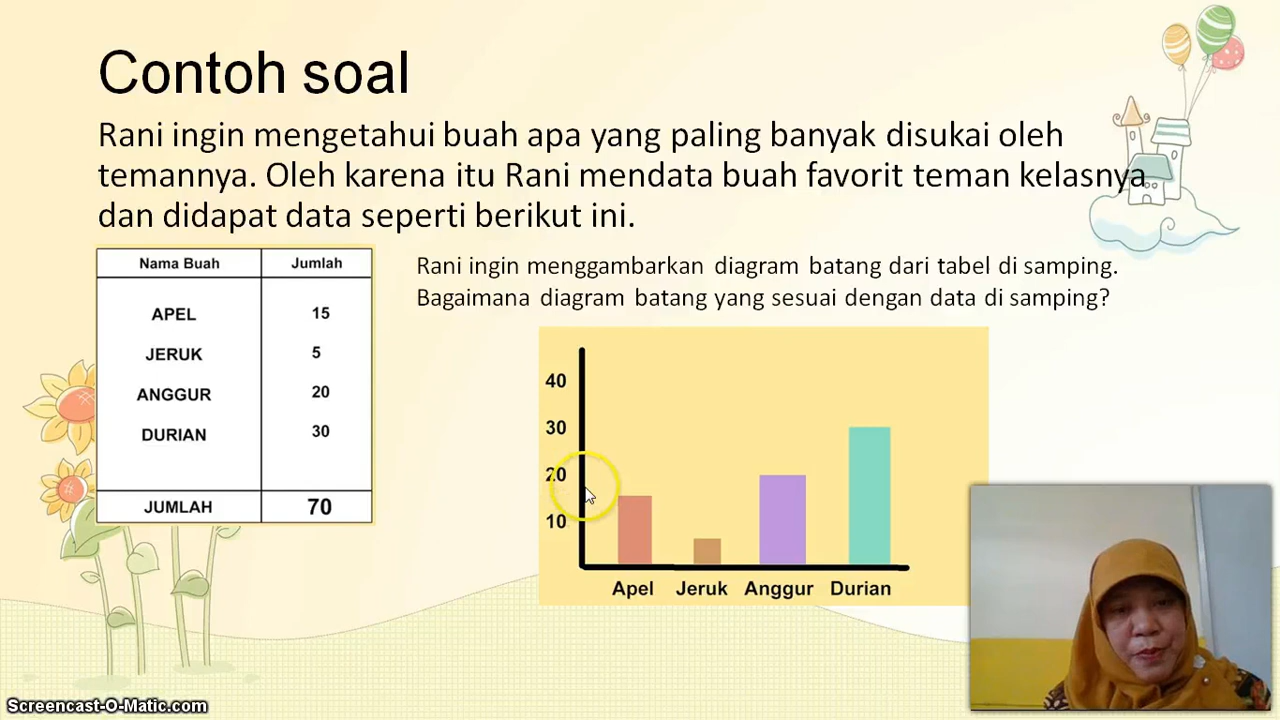 Contoh soal
Rani ingin mengetahui buah apa yang paling banyak disukai oleh
temannya. Oleh karena itu Rani mendata buah favorit teman kelasnya
dan didapat data seperti berikut ini.
Nama Buah Jumlah
APEL 15
JERUK 5
ANGGUR 20
DURIAN 30
JUMLAH 70
Rani ingin menggambarkan diagram batang dari tabel di samping.
Bagaimana diagram batang yang sesuai dengan data di samping?
40
30
20
10
Apel Jeruk Anggur Durian
Screencast-O-Matic.com